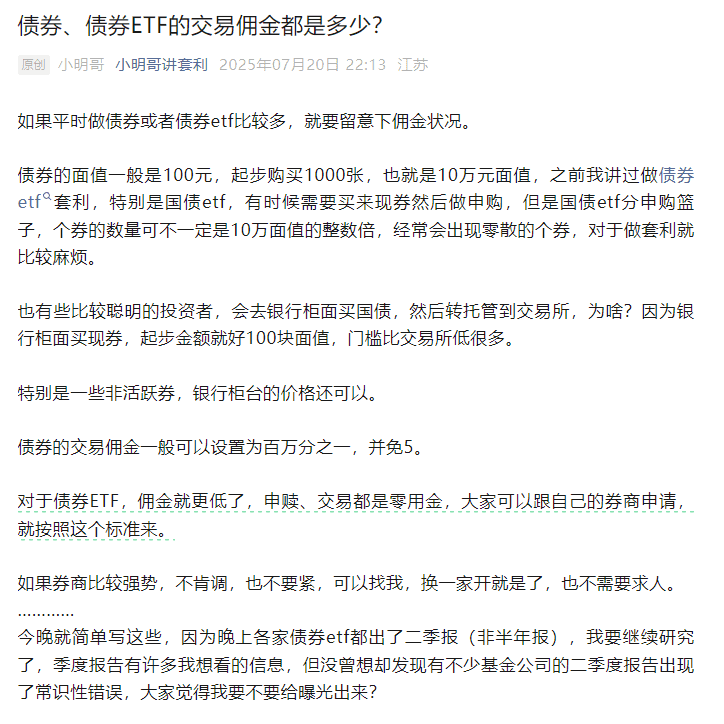 债券、债券ETF的交易佣金都是多少？
原创 小明哥 小明哥讲套利 2025年07月20日 22:13 江苏
如果平时做债券或者债券etf比较多，就要留意下佣金状况。
债券的面值一般是100元，起步购买1000张，也就是10万元面值，之前我讲过做债券
etf套利，特别是国债etf，有时候需要买来现券然后做申购，但是国债etf分申购篮
子，个券的数量可不一定是10万面值的整数倍，经常会出现零散的个券，对于做套利就
比较麻烦。
也有些比较聪明的投资者，会去银行柜面买国债，然后转托管到交易所，为啥？因为银
行柜面买现券，起步金额就好100块面值，门槛比交易所低很多。
特别是一些非活跃券，银行柜台的价格还可以。
债券的交易佣金一般可以设置为百万分之一，并免5。
对于债券ETF，佣金就更低了，申赎、交易都是零用金，大家可以跟自己的券商申请，
就按照这个标准来。
如果券商比较强势，不肯调，也不要紧，可以找我，换一家开就是了，也不需要求人。
…………
今晚就简单写这些，因为晚上各家债券etf都出了二季报（非半年报），我要继续研究
了，季度报告有许多我想看的信息，但没曾想却发现有不少基金公司的二季度报告出现
了常识性错误，大家觉得我要不要给曝光出来？